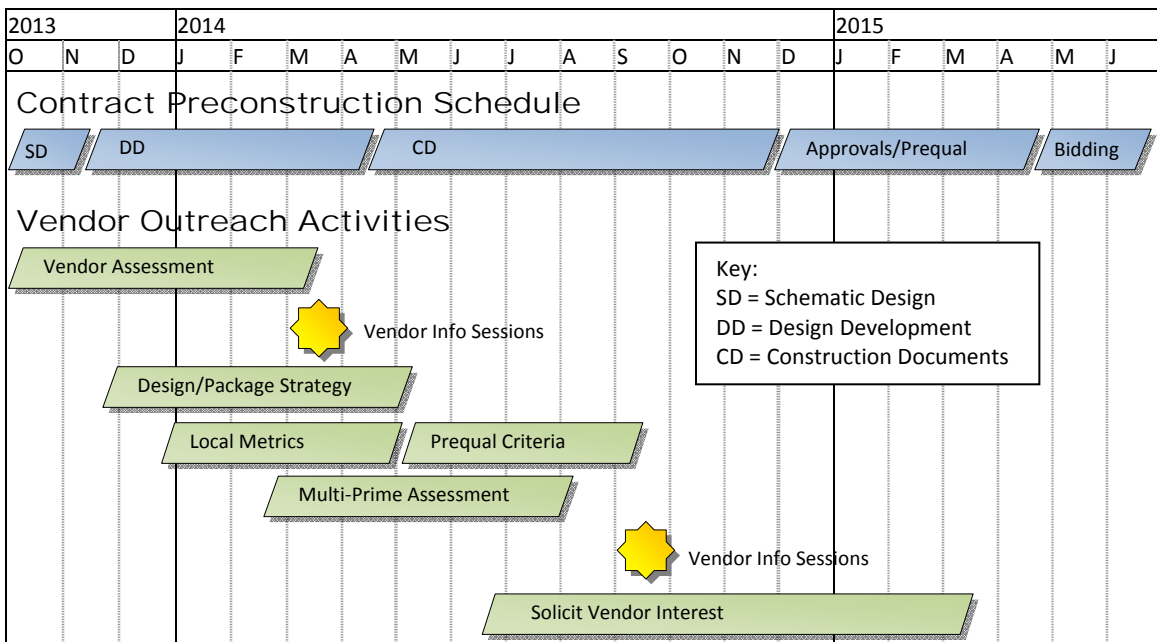 2013 2014 2015
O N D J F M A M J J A S O N D J F M A M J
Contract Preconstruction Schedule
SD DD CD Approvals/Prequal Bidding
Vendor Outreach Activities
Vendor Assessment
Key:
SD = Schematic Design
DD = Design Development
CD = Construction Documents
Vendor Info Sessions
Design/Package Strategy
Local Metrics Prequal Criteria
Multi-Prime Assessment
Vendor Info Sessions
Solicit Vendor Interest